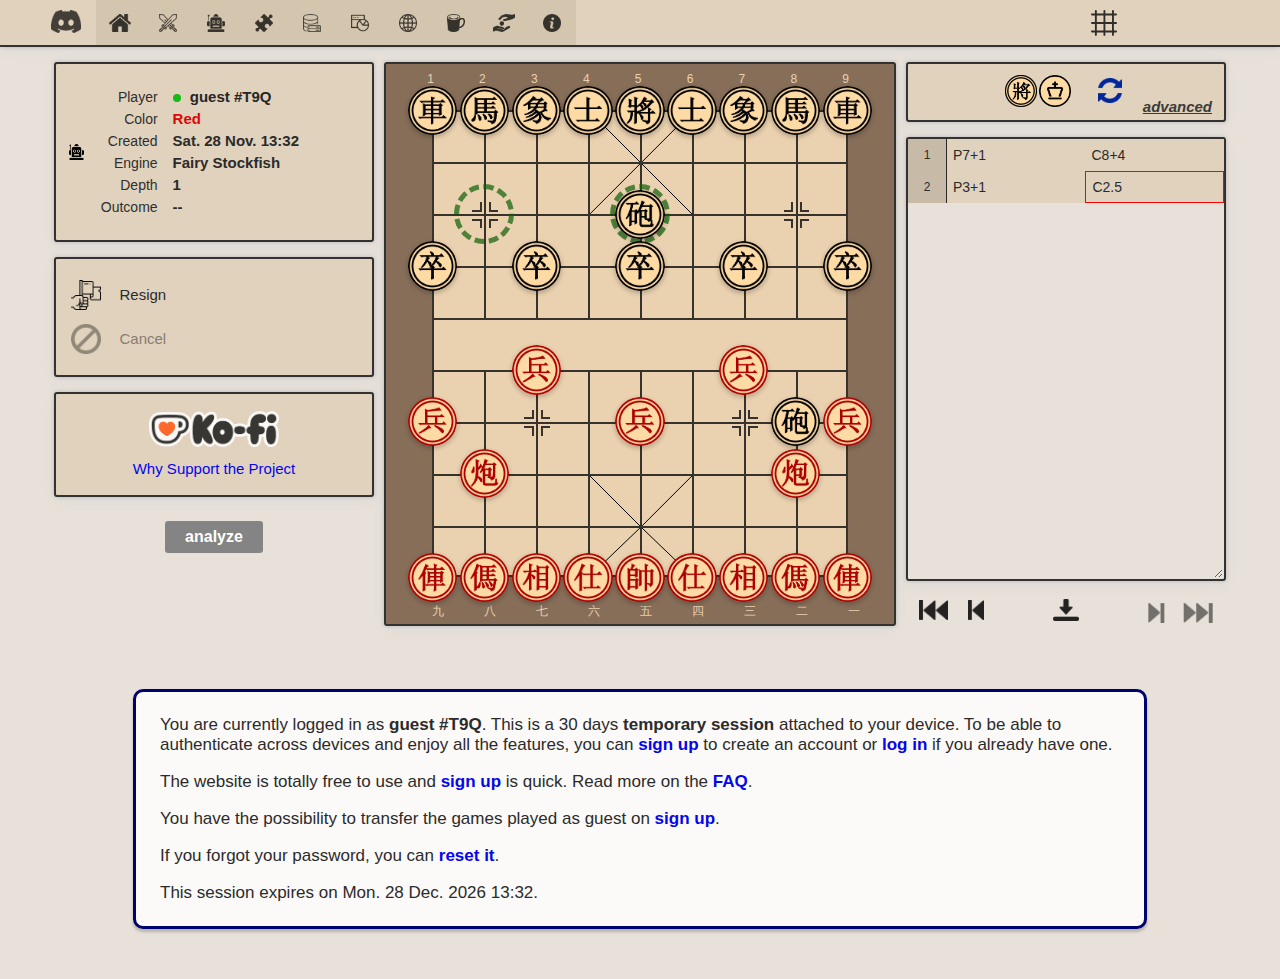 Player guest #T9Q
Color Red
Created Sat. 28 Nov. 13:32
Engine Fairy Stockfish
Depth 1
Outcome --
Resign
Cancel
Ko-fi
Why Support the Project
analyze
1 2 3 4 5 6 7 8 9
車 馬 象 士 將 士 象 馬 車
砲
卒 卒 卒 卒 卒
兵 兵
兵 兵 砲 兵
炮 炮
俥 傌 相 仕 帥 仕 相 傌 俥
九 八 七 六 五 四 三 二 一
將
advanced
1 P7+1 C8+4
2 P3+1 C2.5
You are currently logged in as guest #T9Q. This is a 30 days temporary session attached to your device. To be able to
authenticate across devices and enjoy all the features, you can sign up to create an account or log in if you already have one.
The website is totally free to use and sign up is quick. Read more on the FAQ.
You have the possibility to transfer the games played as guest on sign up.
If you forgot your password, you can reset it.
This session expires on Mon. 28 Dec. 2026 13:32.